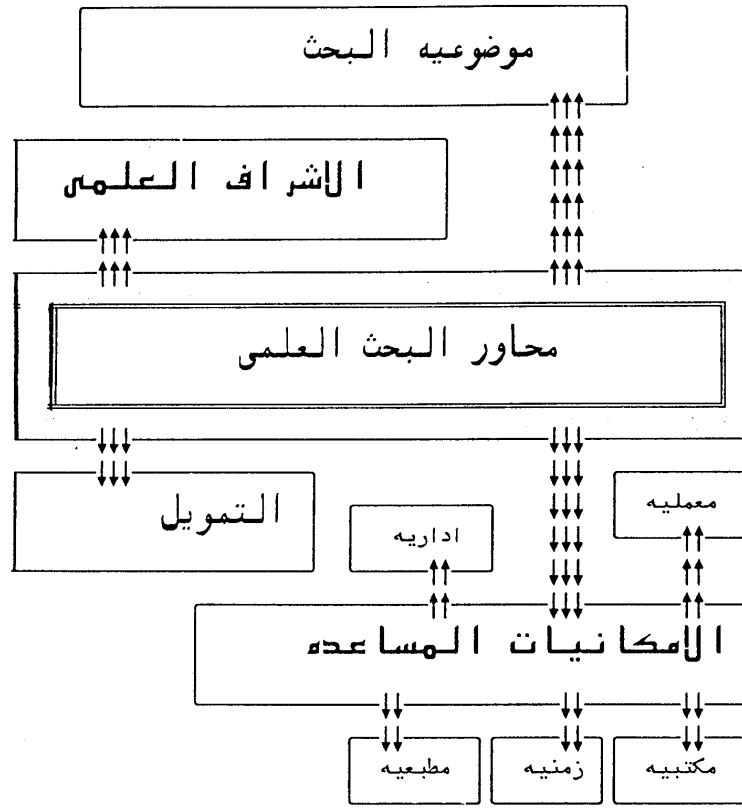 موضوعيه البحث
الاشراف العلمى
محاور البحث العلمى
التمويل
معمليه
اداريه
الامكانيات المساعده
مكتبيه
زمنيه
مطبعيه